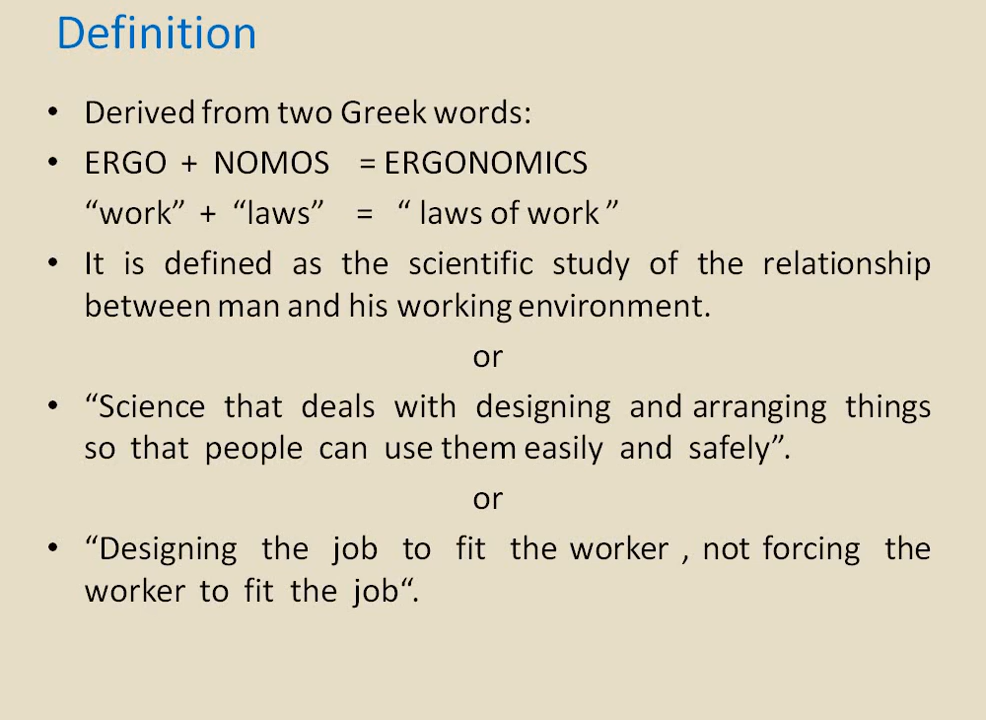 Definition
• Derived from two Greek words:
• ERGO + NOMOS = ERGONOMICS
“work” + “laws” = “ laws of work ”
• It is defined as the scientific study of the relationship
between man and his working environment.
or
• “Science that deals with designing and arranging things
so that people can use them easily and safely”.
or
• “Designing the job to fit the worker , not forcing the
worker to fit the job“.